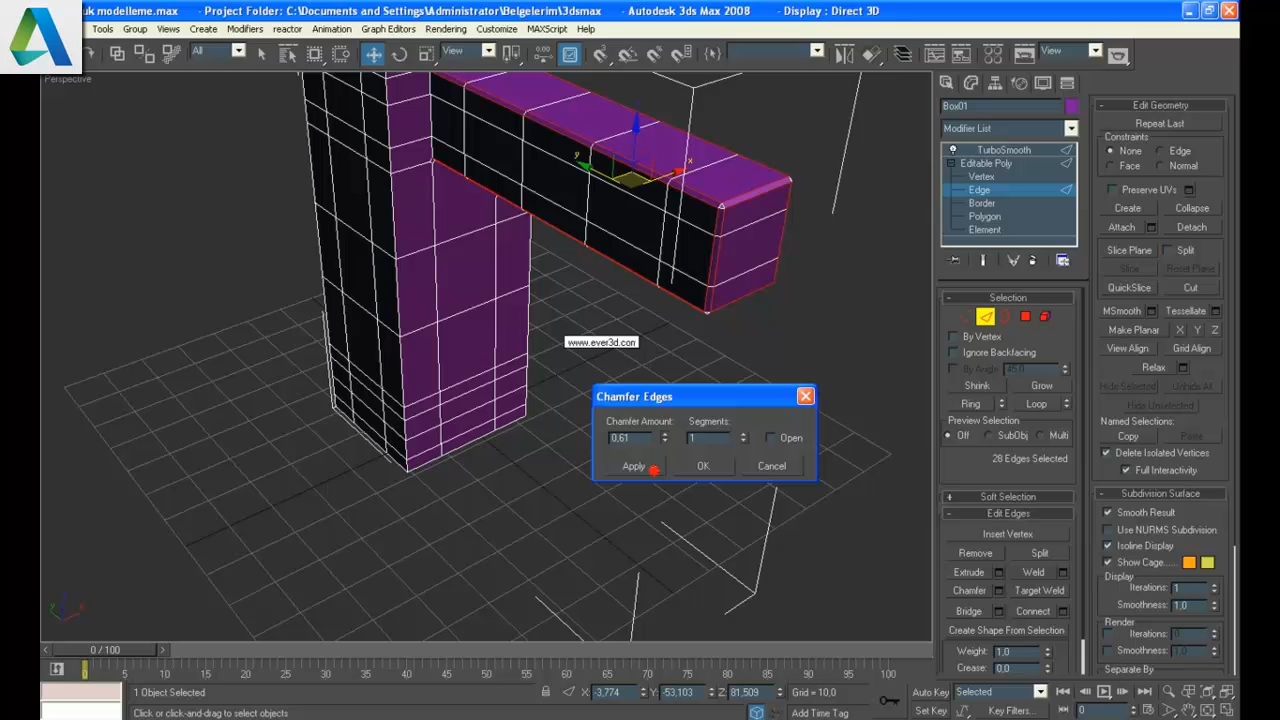 uk modelleme.max - Project Folder: C:\Documents and Settings\Administrator\Belgelerim\3dsmax - Autodesk 3ds Max 2008 - Display : Direct 3D
Tools Group Views Create Modifiers reactor Animation Graph Editors Rendering Customize MAXScript Help
All View View
Perspective
Box01
Modifier List
TurboSmooth
Editable Poly
Vertex
Edge
Border
Polygon
Element
Selection
By Vertex
Ignore Backfacing
By Angle 45,0
Shrink Grow
Ring Loop
Preview Selection
Off SubObj Multi
28 Edges Selected
Soft Selection
Edit Edges
Insert Vertex
Remove Split
Extrude Weld
Chamfer Target Weld
Bridge Connect
Create Shape From Selection
Weight: 1,0
Crease: 0,0
Edit Geometry
Repeat Last
Constraints
None Edge
Face Normal
Preserve UVs
Create Collapse
Attach Detach
Slice Plane Split
Slice Reset Plane
QuickSlice Cut
MSmooth Tessellate
Make Planar X Y Z
View Align Grid Align
Relax
Hide Selected Unhide All
Hide Unselected
Named Selections:
Copy Paste
Delete Isolated Vertices
Full Interactivity
Subdivision Surface
Smooth Result
Use NURMS Subdivision
Isoline Display
Show Cage......
Display
Iterations: 1
Smoothness: 1,0
Render
Iterations: 0
Smoothness: 1,0
Separate By
www.ever3d.com
Chamfer Edges
Chamfer Amount: Segments:
0,61 1 Open
Apply OK Cancel
0 / 100
5 10 15 20 25 30 35 40 45 50 55 60 65 70 75 80 85 90 95 100
1 Object Selected X: -3,774 Y: -53,103 Z: 81,509 Grid = 10,0 Auto Key Selected
Click or click-and-drag to select objects Add Time Tag Set Key Key Filters... 0